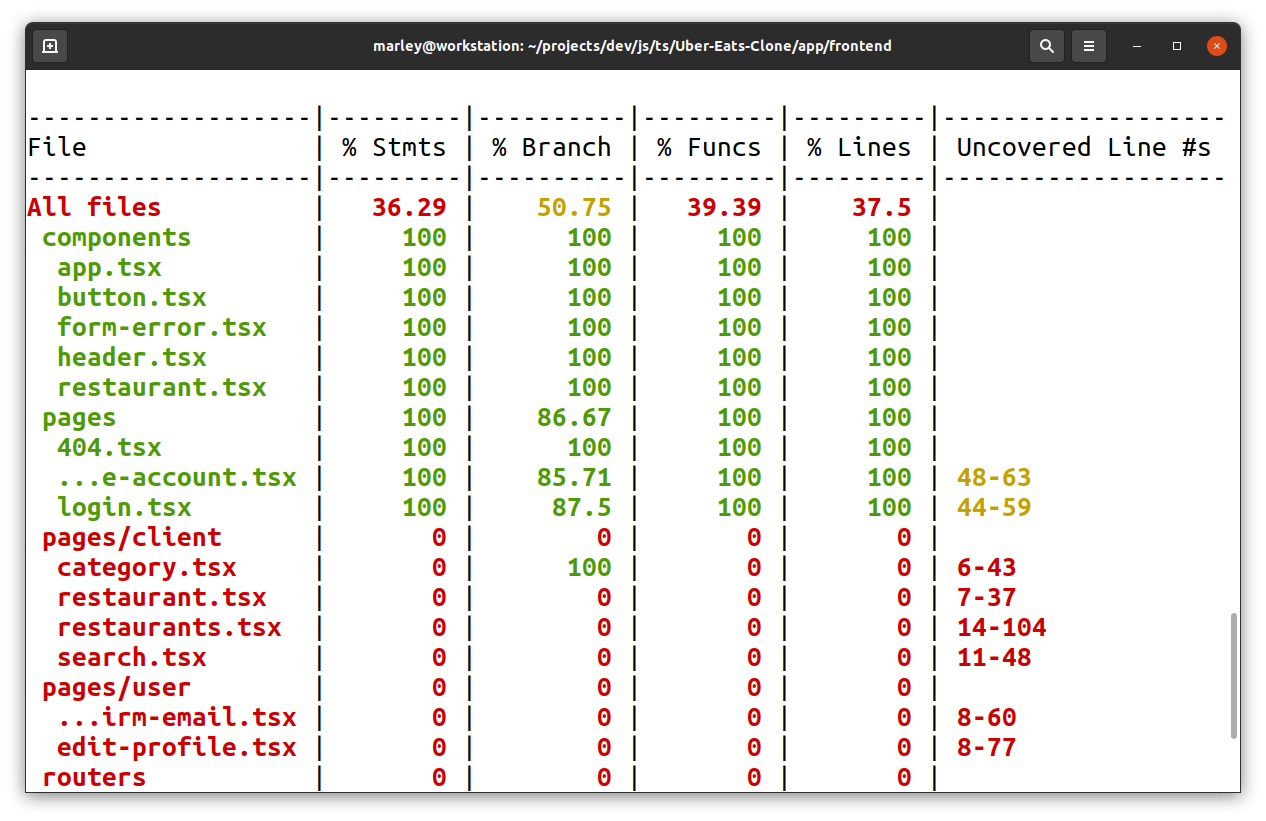 marley@workstation: ~/projects/dev/js/ts/Uber-Eats-Clone/app/frontend
-------------------|---------|----------|---------|---------|-------------------
File               | % Stmts | % Branch | % Funcs | % Lines | Uncovered Line #s
-------------------|---------|----------|---------|---------|-------------------
All files          |   36.29 |    50.75 |   39.39 |    37.5 |
 components        |     100 |      100 |     100 |     100 |
  app.tsx          |     100 |      100 |     100 |     100 |
  button.tsx       |     100 |      100 |     100 |     100 |
  form-error.tsx   |     100 |      100 |     100 |     100 |
  header.tsx       |     100 |      100 |     100 |     100 |
  restaurant.tsx   |     100 |      100 |     100 |     100 |
 pages             |     100 |    86.67 |     100 |     100 |
  404.tsx          |     100 |      100 |     100 |     100 |
  ...e-account.tsx |     100 |    85.71 |     100 |     100 | 48-63
  login.tsx        |     100 |     87.5 |     100 |     100 | 44-59
 pages/client      |       0 |        0 |       0 |       0 |
  category.tsx     |       0 |      100 |       0 |       0 | 6-43
  restaurant.tsx   |       0 |        0 |       0 |       0 | 7-37
  restaurants.tsx  |       0 |        0 |       0 |       0 | 14-104
  search.tsx       |       0 |        0 |       0 |       0 | 11-48
 pages/user        |       0 |        0 |       0 |       0 |
  ...irm-email.tsx |       0 |        0 |       0 |       0 | 8-60
  edit-profile.tsx |       0 |        0 |       0 |       0 | 8-77
 routers           |       0 |        0 |       0 |       0 |